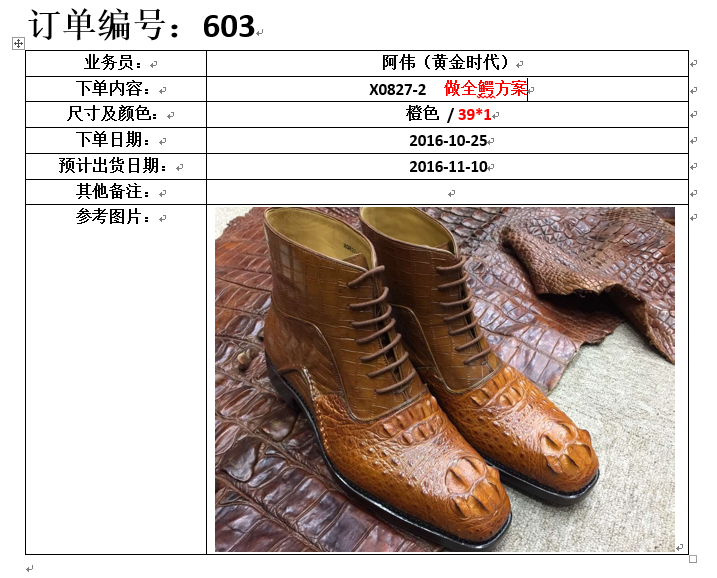 订单编号：603
业务员： 阿伟（黄金时代）
下单内容： X0827-2 做全鳄方案
尺寸及颜色： 橙色 / 39*1
下单日期： 2016-10-25
预计出货日期： 2016-11-10
其他备注：
参考图片：